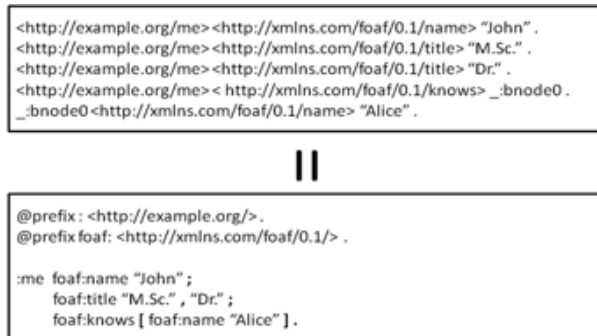 <http://example.org/me><http://xmlns.com/foaf/0.1/name> “John” .
<http://example.org/me><http://xmlns.com/foaf/0.1/title> “M.Sc.” .
<http://example.org/me><http://xmlns.com/foaf/0.1/title> “Dr.” .
<http://example.org/me>< http://xmlns.com/foaf/0.1/knows> _:bnode0 .
_:bnode0<http://xmlns.com/foaf/0.1/name> “Alice” .
=
@prefix : <http://example.org/> .
@prefix foaf: <http://xmlns.com/foaf/0.1/> .
:me foaf:name “John” ;
foaf:title “M.Sc.” , “Dr.” ;
foaf:knows [ foaf:name “Alice” ] .